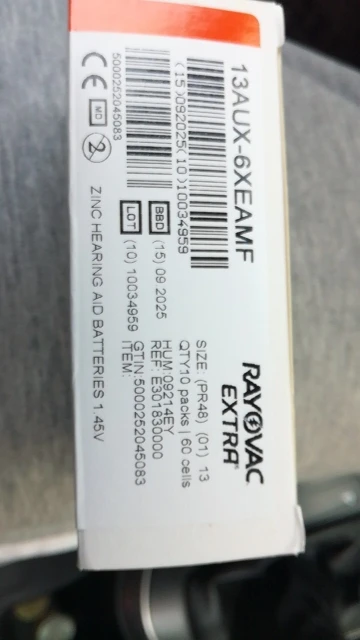 13AUX-6XEAMF
(15)092025(10)10034959
5000252045083
CE MD 2
RAYOVAC
EXTRA
SIZE: (PR48) (01) 13
QTY10 packs | 60 cells
HUM:09214EY
REF: E301830000
GTIN:5000252045083
ITEM:
BBD (15) 09 2025
LOT (10) 10034959
ZINC HEARING AID BATTERIES 1.45V